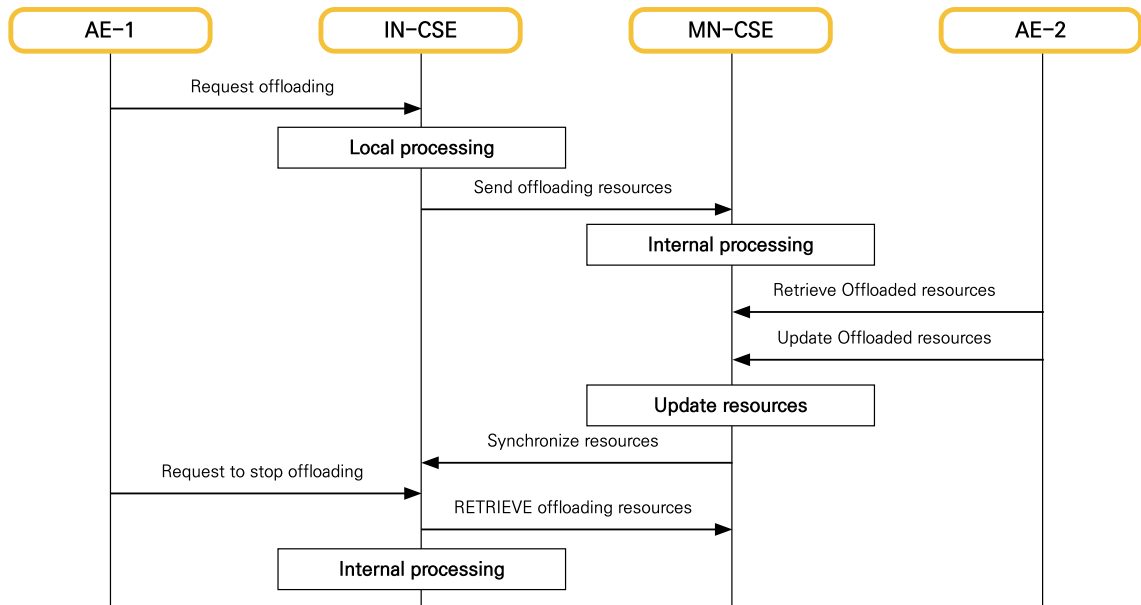 AE-1
IN-CSE
MN-CSE
AE-2
Request offloading
Local processing
Send offloading resources
Internal processing
Retrieve Offloaded resources
Update Offloaded resources
Update resources
Synchronize resources
Request to stop offloading
RETRIEVE offloading resources
Internal processing